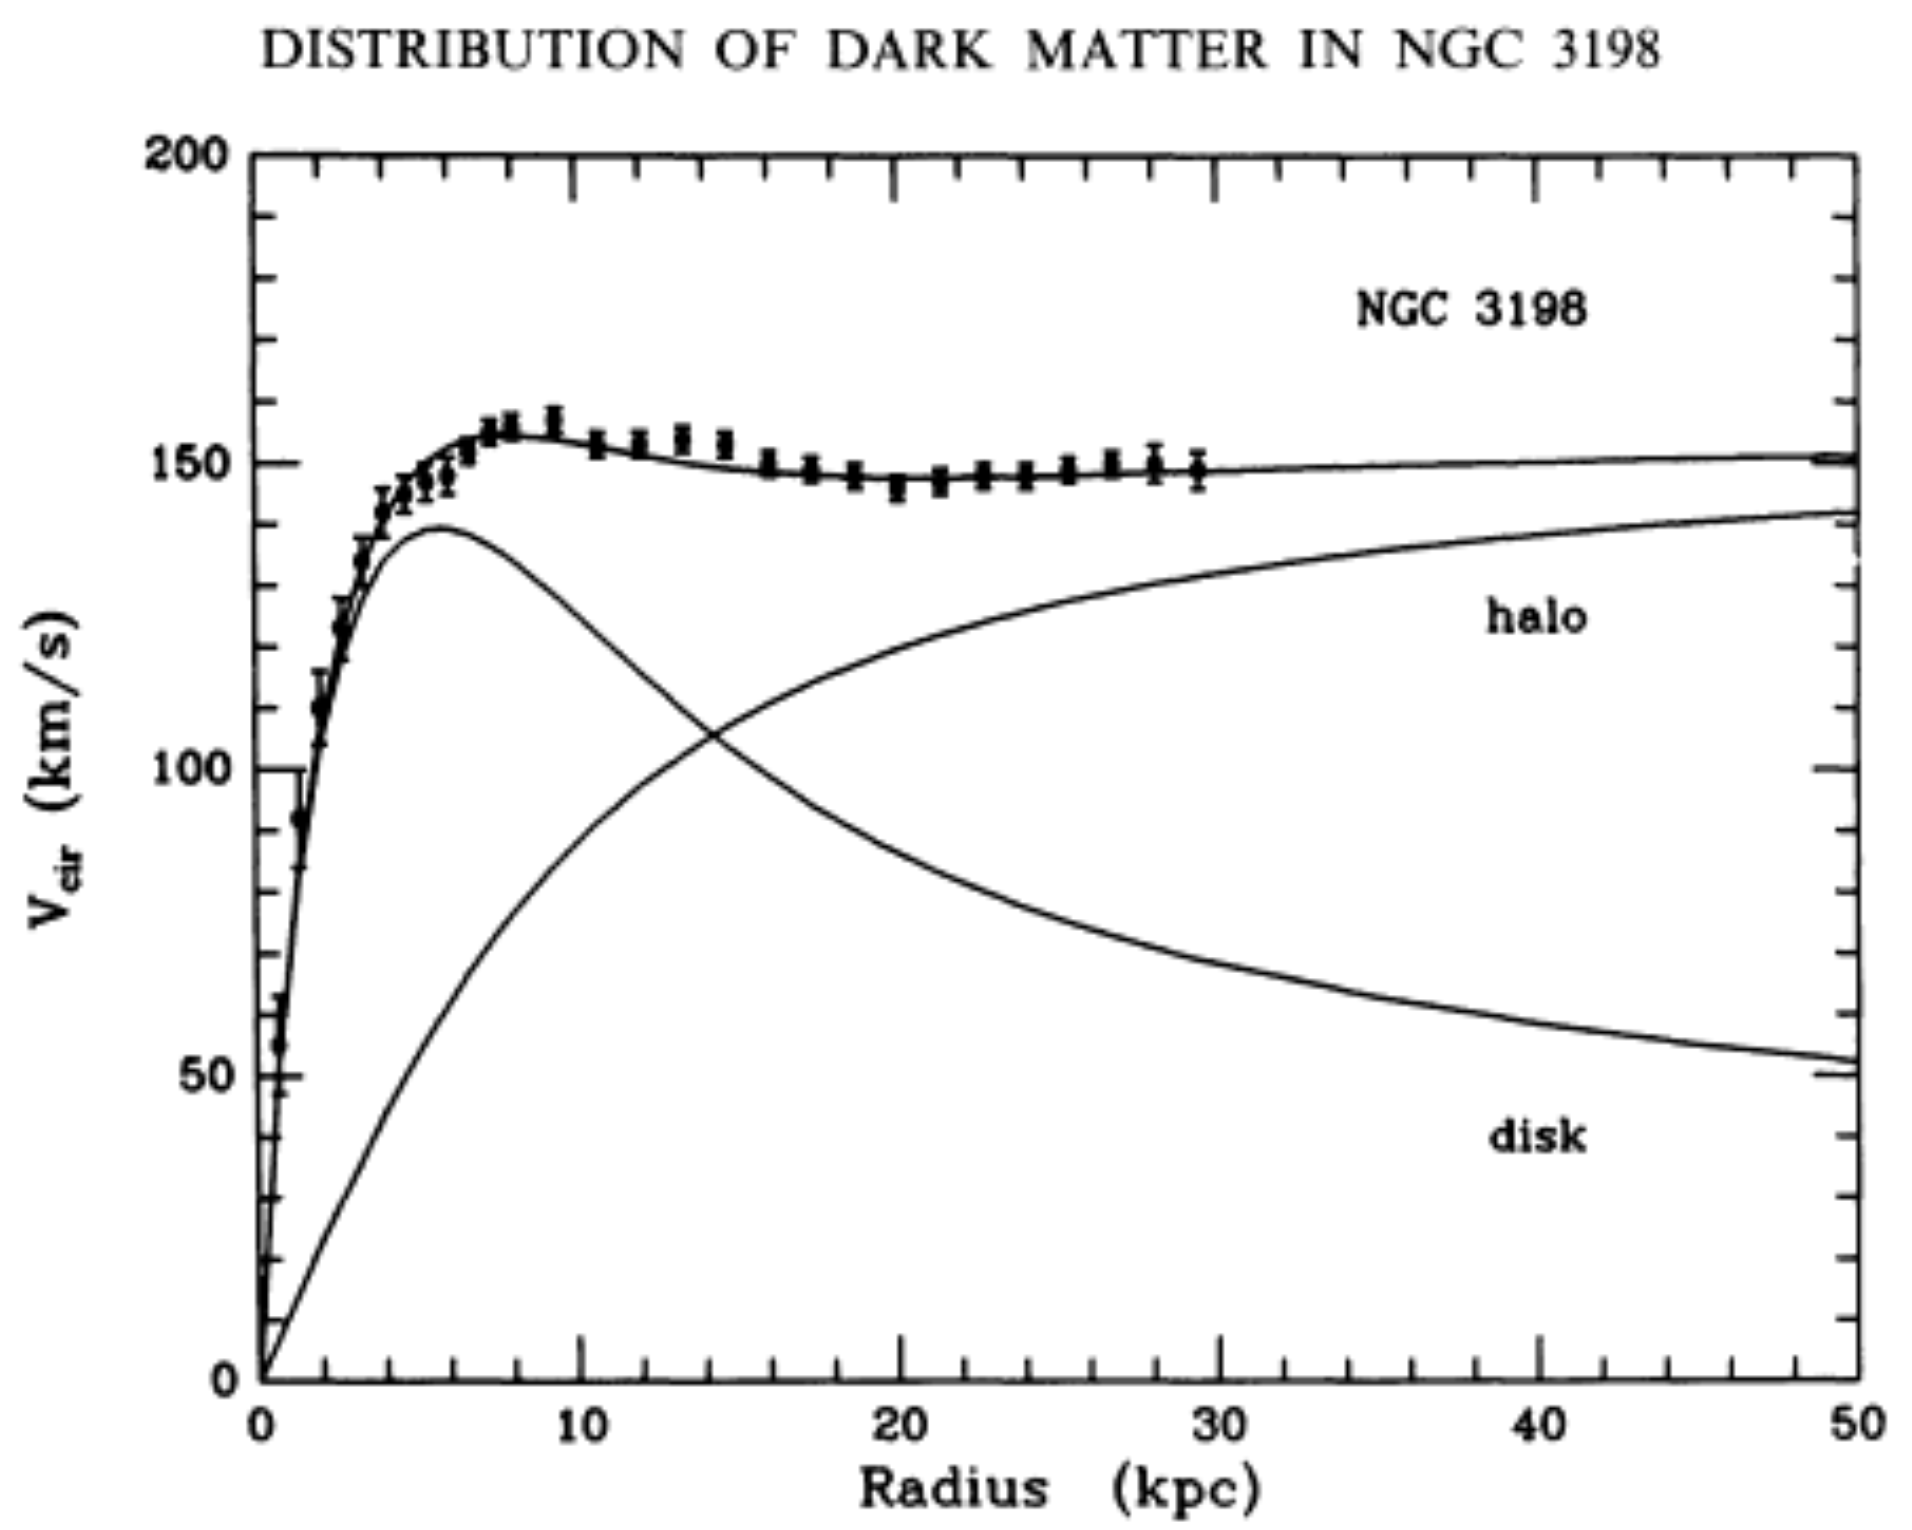 DISTRIBUTION OF DARK MATTER IN NGC 3198
200
NGC 3198
150
halo
100
50
disk
0
0 10 20 30 40 50
V_cir (km/s)
Radius (kpc)